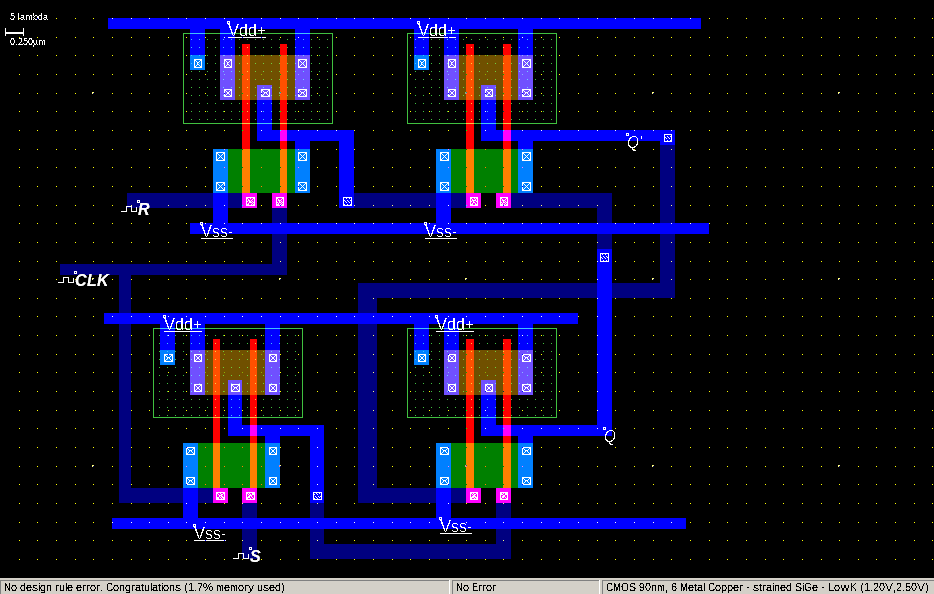 5 lambda
0.250µm
Vdd+ Vdd+
Q'
R
Vss- Vss-
CLK
Vdd+ Vdd+
Q
Vss- Vss-
S
No design rule error. Congratulations (1.7% memory used) No Error CMOS 90nm, 6 Metal Copper - strained SiGe - LowK (1.20V,2.50V)